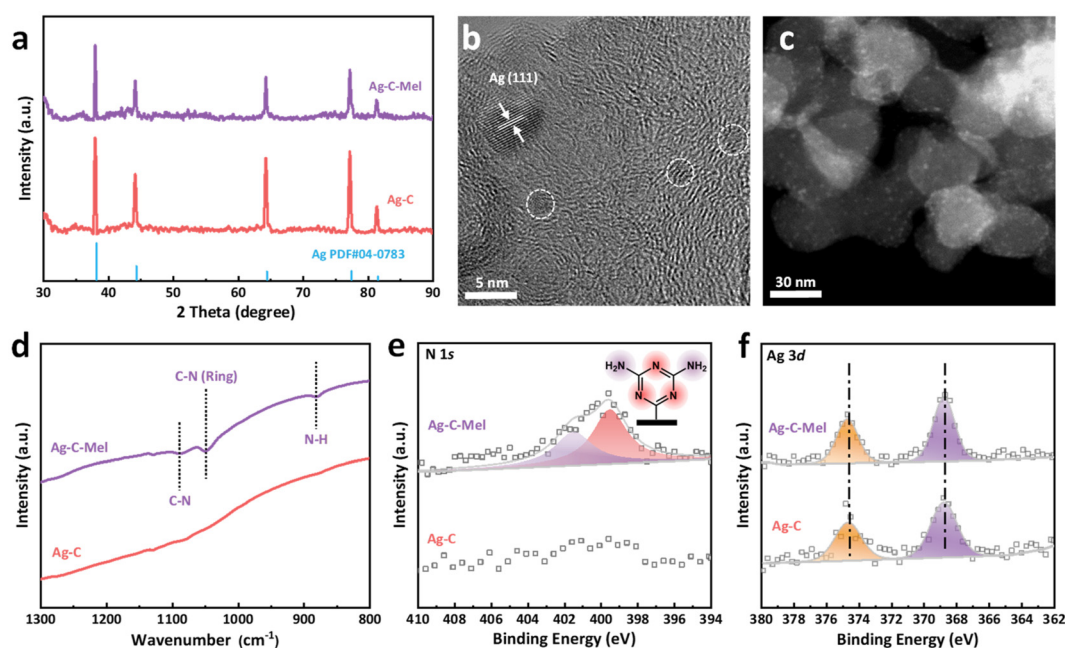 a
Intensity (a.u.)
Ag-C-Mel
Ag-C
Ag PDF#04-0783
30 40 50 60 70 80 90
2 Theta (degree)
b
Ag (111)
5 nm
c
30 nm
d
Intensity (a.u.)
C-N (Ring)
Ag-C-Mel
N-H
C-N
Ag-C
1300 1200 1100 1000 900 800
Wavenumber (cm⁻¹)
e
Intensity (a.u.)
N 1s
H₂N N NH₂
N N
Ag-C-Mel
Ag-C
410 408 406 404 402 400 398 396 394
Binding Energy (eV)
f
Intensity (a.u.)
Ag 3d
Ag-C-Mel
Ag-C
380 378 376 374 372 370 368 366 364 362
Binding Energy (eV)